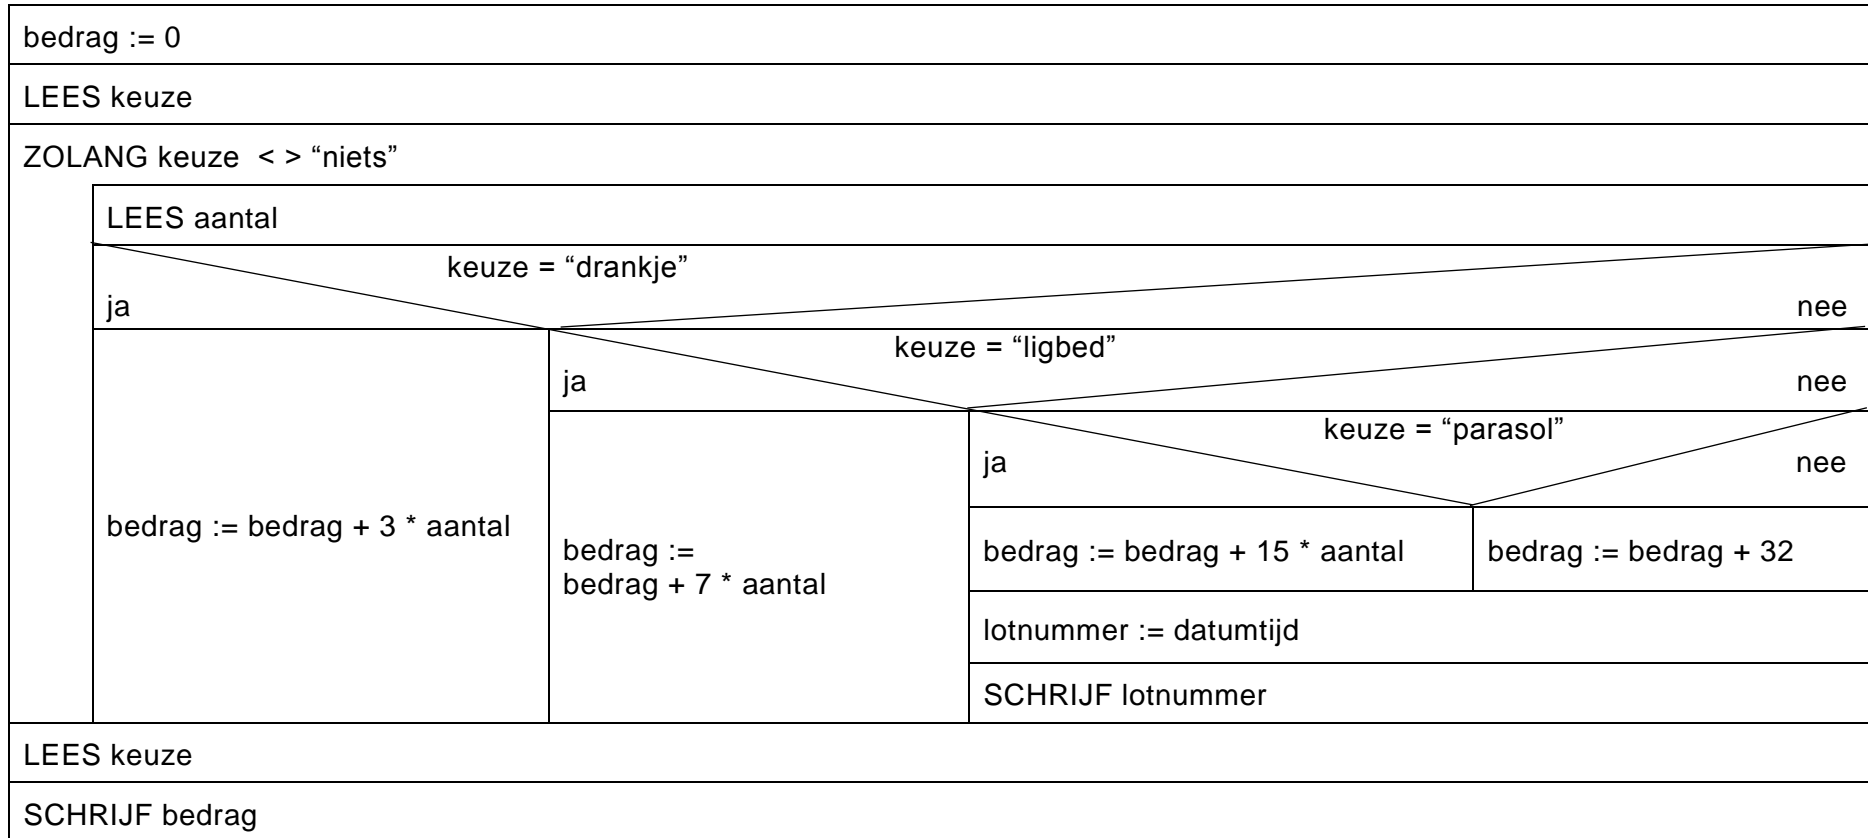 bedrag := 0
LEES keuze
ZOLANG keuze < > “niets”
LEES aantal
keuze = “drankje”
ja
nee
keuze = “ligbed”
ja
nee
keuze = “parasol”
ja
nee
bedrag := bedrag + 3 * aantal
bedrag :=
bedrag + 7 * aantal
bedrag := bedrag + 15 * aantal
bedrag := bedrag + 32
lotnummer := datumtijd
SCHRIJF lotnummer
LEES keuze
SCHRIJF bedrag